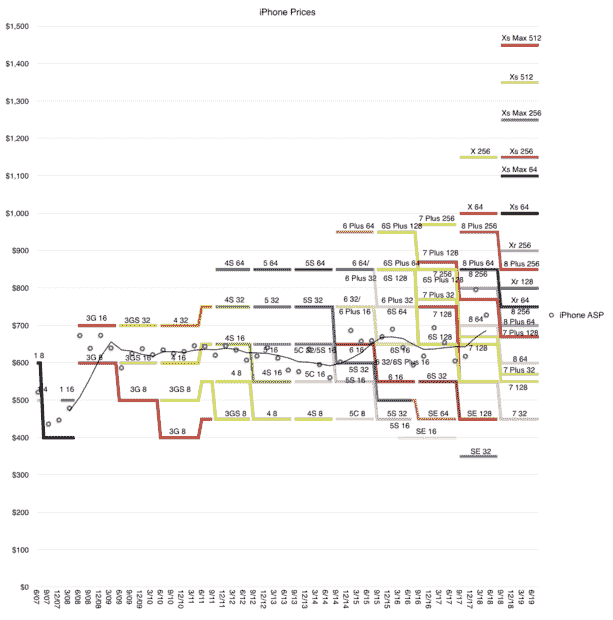 iPhone Prices
$1,500
Xs Max 512
$1,400
Xs 512
$1,300
Xs Max 256
$1,200
X 256
Xs 256
$1,100
Xs Max 64
$1,000
X 64
Xs 64
7 Plus 256
6 Plus 64
6S Plus 128
8 Plus 256
$900
Xr 256
7 Plus 128
4S 64
5 64
5S 64
6 64/
6 Plus 32
6S Plus 64
8 Plus 64
8 Plus 256
6S 128
7 256
6S Plus 128
8 256
$800
Xr 128
4S 32
5 32
5S 32
6 32/
6 Plus 16
6 Plus 32
7 Plus 32
Xr 64
3G 16
3GS 32
4 32
6S 64
7 128
8 64
8 256
8 Plus 64
$700
7 Plus 128
4S 16
6S 128
1 8
3G 8
3GS 16
4 16
4 16
5C 32/5S 16
6 16
6S 16
7 128
8 64
$600
5S 32
6 32/6S Plus 16
7 Plus 32
1 16
4 8
4S 16
5C 16
5S 16
6 16
6S 32
7 128
$500
3G 8
3GS 8
3GS 8
4 8
4S 8
5C 8
5S 32
5S 16
SE 64
SE 128
7 32
3G 8
SE 16
$400
SE 32
$300
$200
$100
$0
6/07
9/07
12/07
3/08
6/08
9/08
12/08
3/09
6/09
9/09
12/09
3/10
6/10
9/10
12/10
3/11
6/11
9/11
12/11
3/12
6/12
9/12
12/12
3/13
6/13
9/13
12/13
3/14
6/14
9/14
12/14
3/15
6/15
9/15
12/15
3/16
6/16
9/16
12/16
3/17
6/17
9/17
12/17
3/18
6/18
9/18
12/18
3/19
6/19
iPhone ASP